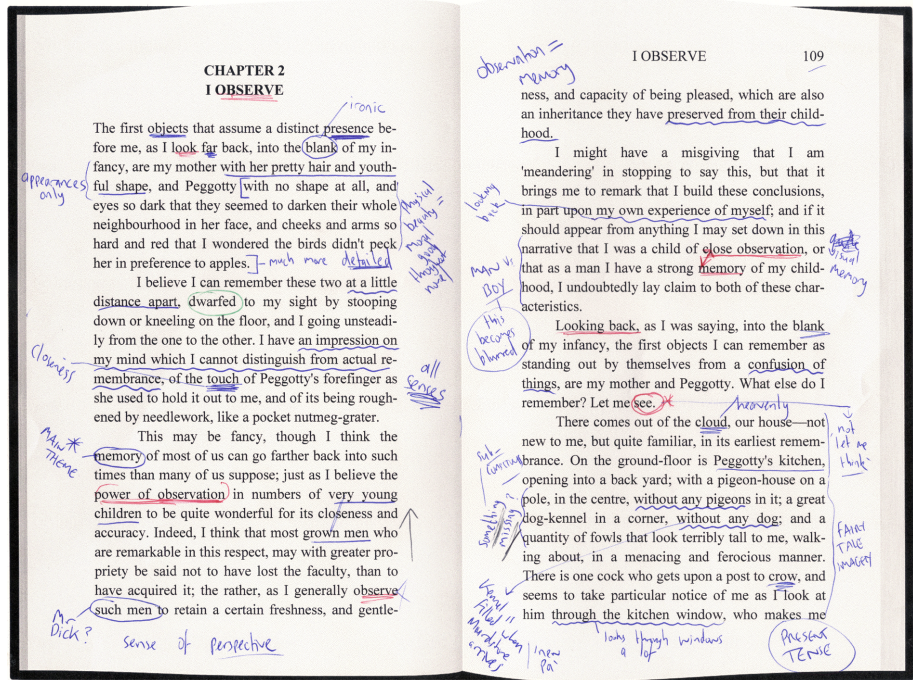 CHAPTER 2
I OBSERVE
ironic
The first objects that assume a distinct presence be-
fore me, as I look far back, into the blank of my in-
fancy, are my mother with her pretty hair and youth-
ful shape, and Peggotty with no shape at all, and
eyes so dark that they seemed to darken their whole
neighbourhood in her face, and cheeks and arms so
hard and red that I wondered the birds didn't peck
her in preference to apples.
- much more detailed
appearances
only
physical
beauty =
moral
good
throughout
novel
I believe I can remember these two at a little
distance apart, dwarfed to my sight by stooping
down or kneeling on the floor, and I going unsteadi-
ly from the one to the other. I have an impression on
my mind which I cannot distinguish from actual re-
membrance, of the touch of Peggotty's forefinger as
she used to hold it out to me, and of its being rough-
ened by needlework, like a pocket nutmeg-grater.
closeness
all
senses
This may be fancy, though I think the
memory of most of us can go farther back into such
times than many of us suppose; just as I believe the
power of observation in numbers of very young
children to be quite wonderful for its closeness and
accuracy. Indeed, I think that most grown men who
are remarkable in this respect, may with greater pro-
priety be said not to have lost the faculty, than to
have acquired it; the rather, as I generally observe
such men to retain a certain freshness, and gentle-
MAIN *
THEME
Mr
Dick?
sense of perspective
observation =
memory
I OBSERVE 109
ness, and capacity of being pleased, which are also
an inheritance they have preserved from their child-
hood.
I might have a misgiving that I am
'meandering' in stopping to say this, but that it
brings me to remark that I build these conclusions,
in part upon my own experience of myself; and if it
should appear from anything I may set down in this
narrative that I was a child of close observation, or
that as a man I have a strong memory of my child-
hood, I undoubtedly lay claim to both of these char-
acteristics.
looking
back
MAN v.
BOY
this
becomes
blurred
visual
memory
Looking back, as I was saying, into the blank
of my infancy, the first objects I can remember as
standing out by themselves from a confusion of
things, are my mother and Peggotty. What else do I
remember? Let me see.
heavenly
not
let me
think
There comes out of the cloud, our house—not
new to me, but quite familiar, in its earliest remem-
brance. On the ground-floor is Peggotty's kitchen,
opening into a back yard; with a pigeon-house on a
pole, in the centre, without any pigeons in it; a great
dog-kennel in a corner, without any dog; and a
quantity of fowls that look terribly tall to me, walk-
ing about, in a menacing and ferocious manner.
There is one cock who gets upon a post to crow, and
seems to take particular notice of me as I look at
him through the kitchen window, who makes me
something
missing?
FAIRY
TALE
IMAGERY
Kennel
filled when
Murdstone
arrives
new
Pa
looks through windows
a lot
PRESENT
TENSE